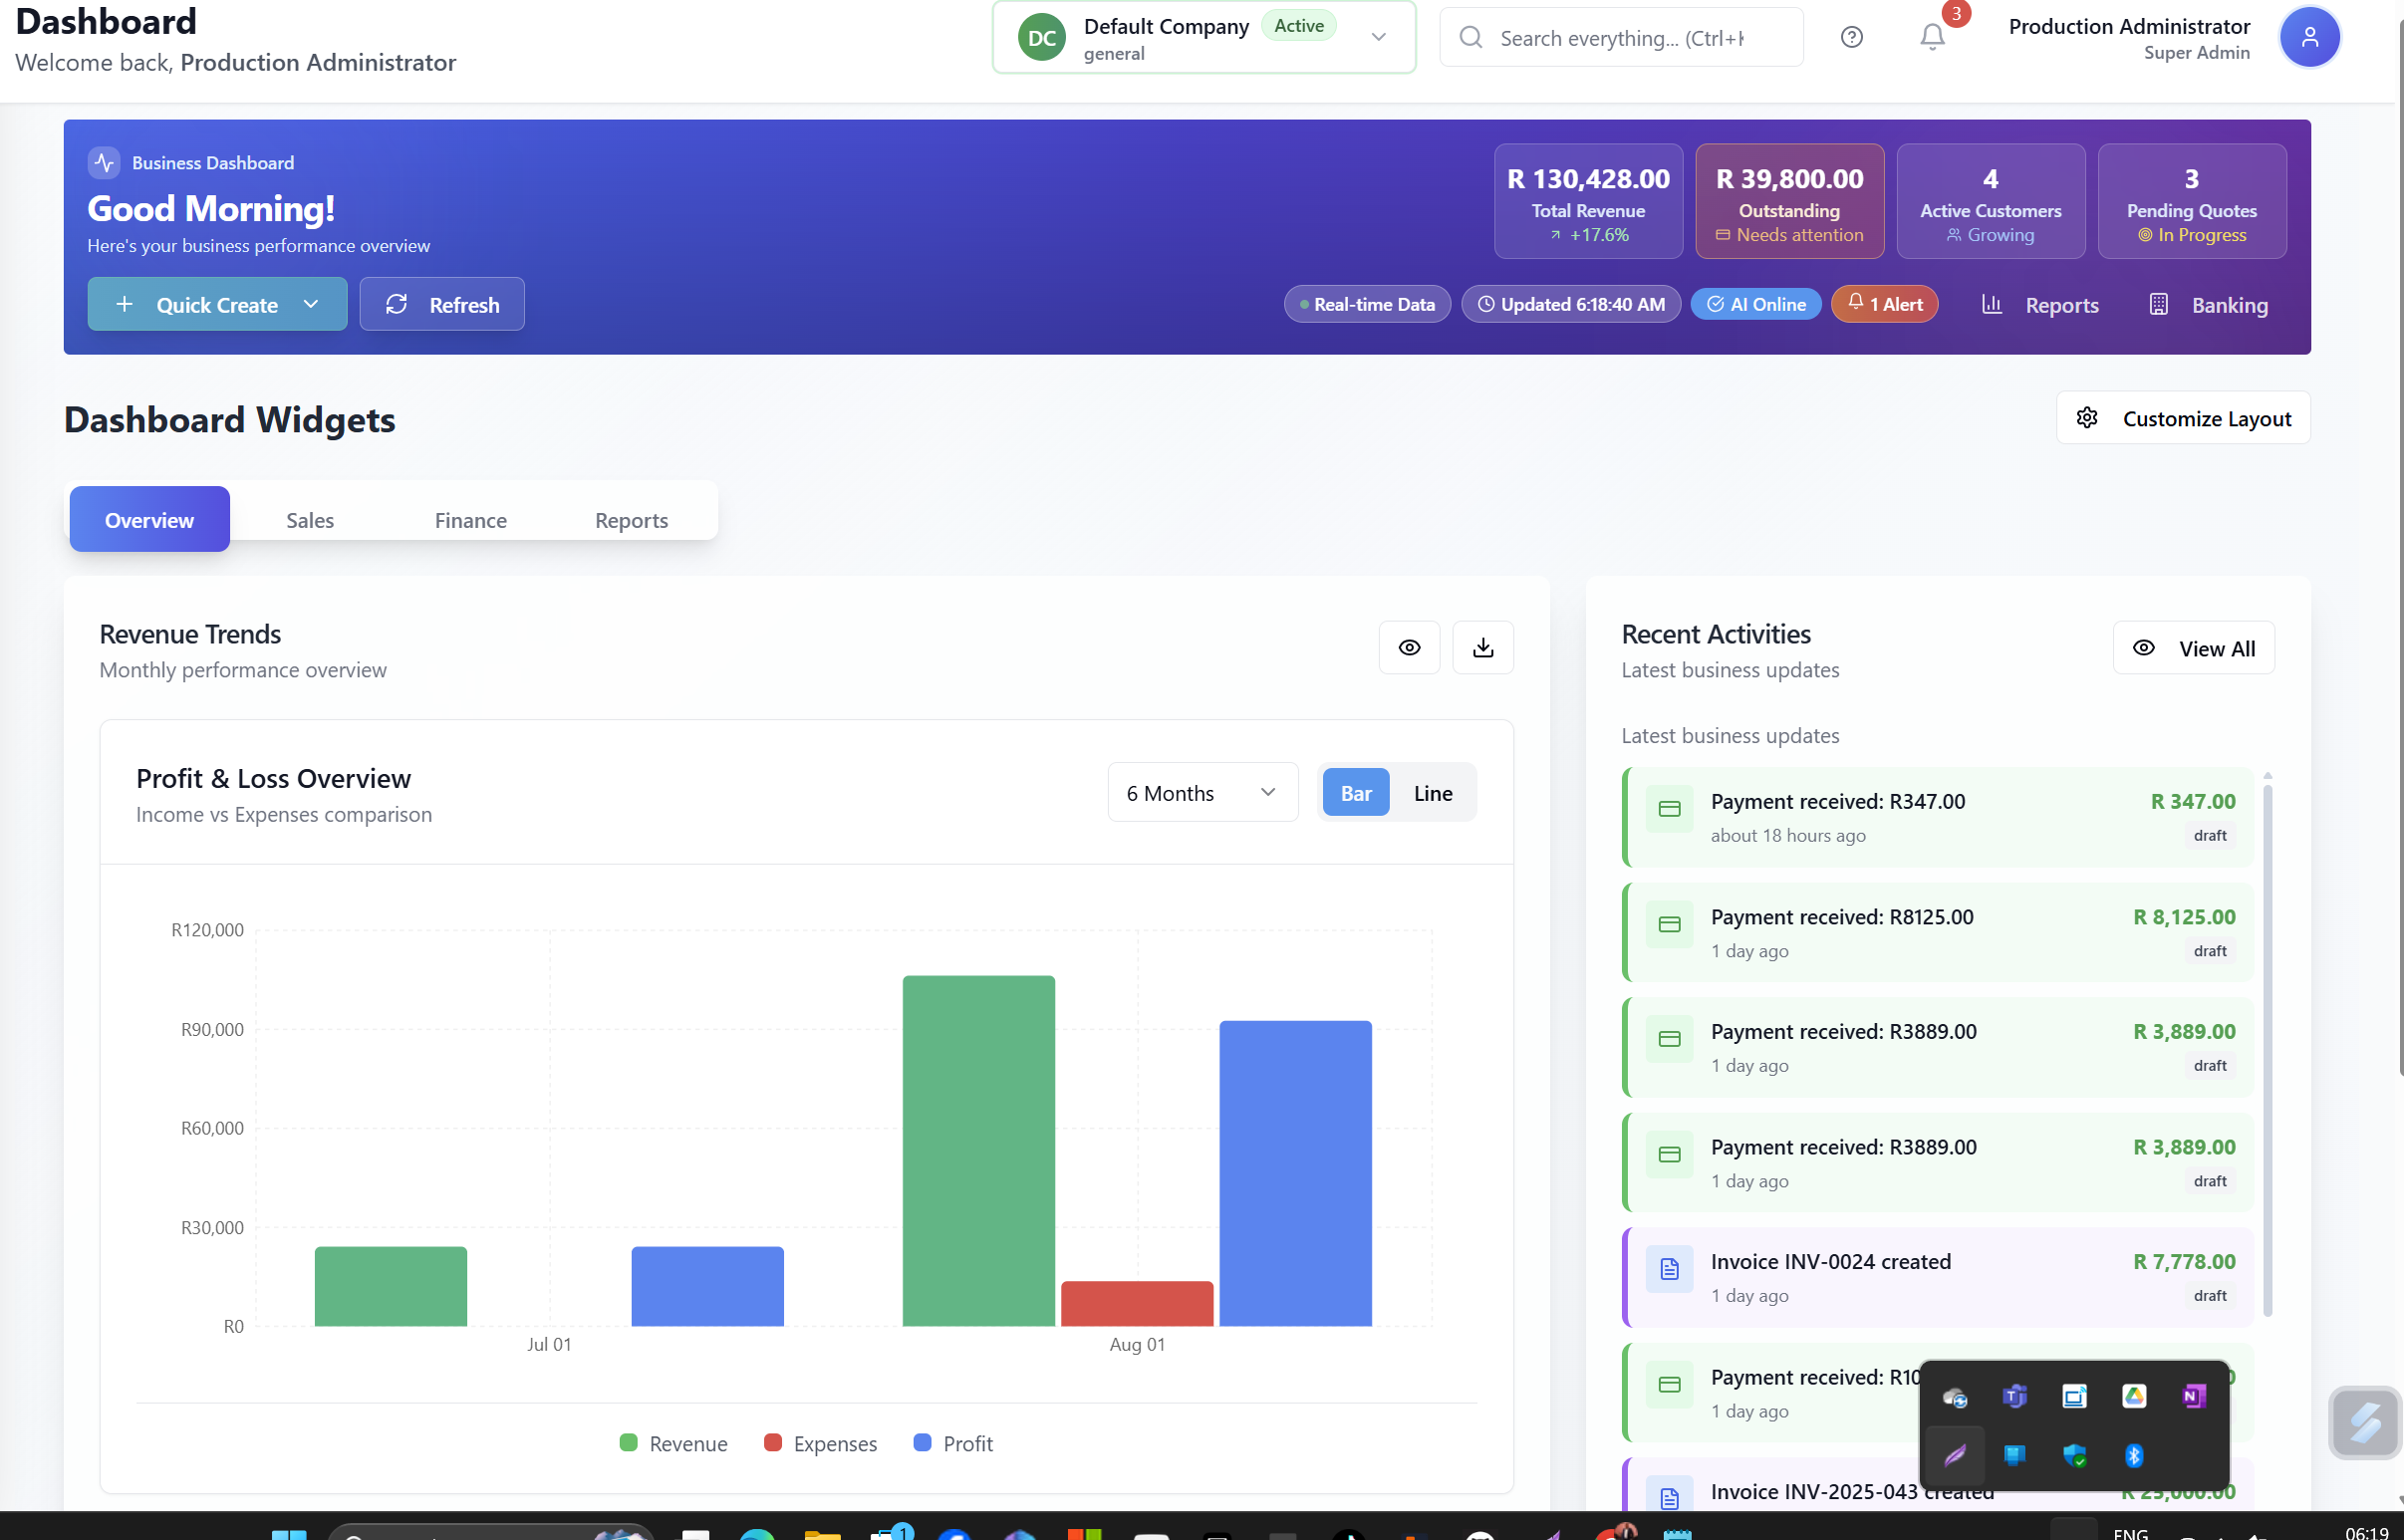 Dashboard
Welcome back, Production Administrator
DC
Default Company
Active
general
Search everything... (Ctrl+K
3
Production Administrator
Super Admin
Business Dashboard
Good Morning!
Here's your business performance overview
R 130,428.00
Total Revenue
+17.6%
R 39,800.00
Outstanding
Needs attention
4
Active Customers
Growing
3
Pending Quotes
In Progress
Quick Create
Refresh
Real-time Data
Updated 6:18:40 AM
AI Online
1 Alert
Reports
Banking
Dashboard Widgets
Customize Layout
Overview
Sales
Finance
Reports
Revenue Trends
Monthly performance overview
Profit & Loss Overview
Income vs Expenses comparison
6 Months
Bar
Line
R120,000
R90,000
R60,000
R30,000
R0
Jul 01
Aug 01
Revenue
Expenses
Profit
Recent Activities
Latest business updates
View All
Latest business updates
Payment received: R347.00
R 347.00
about 18 hours ago
draft
Payment received: R8125.00
R 8,125.00
1 day ago
draft
Payment received: R3889.00
R 3,889.00
1 day ago
draft
Payment received: R3889.00
R 3,889.00
1 day ago
draft
Invoice INV-0024 created
R 7,778.00
1 day ago
draft
Payment received: R10
1 day ago
Invoice INV-2025-043 created
1
ENG
06:19